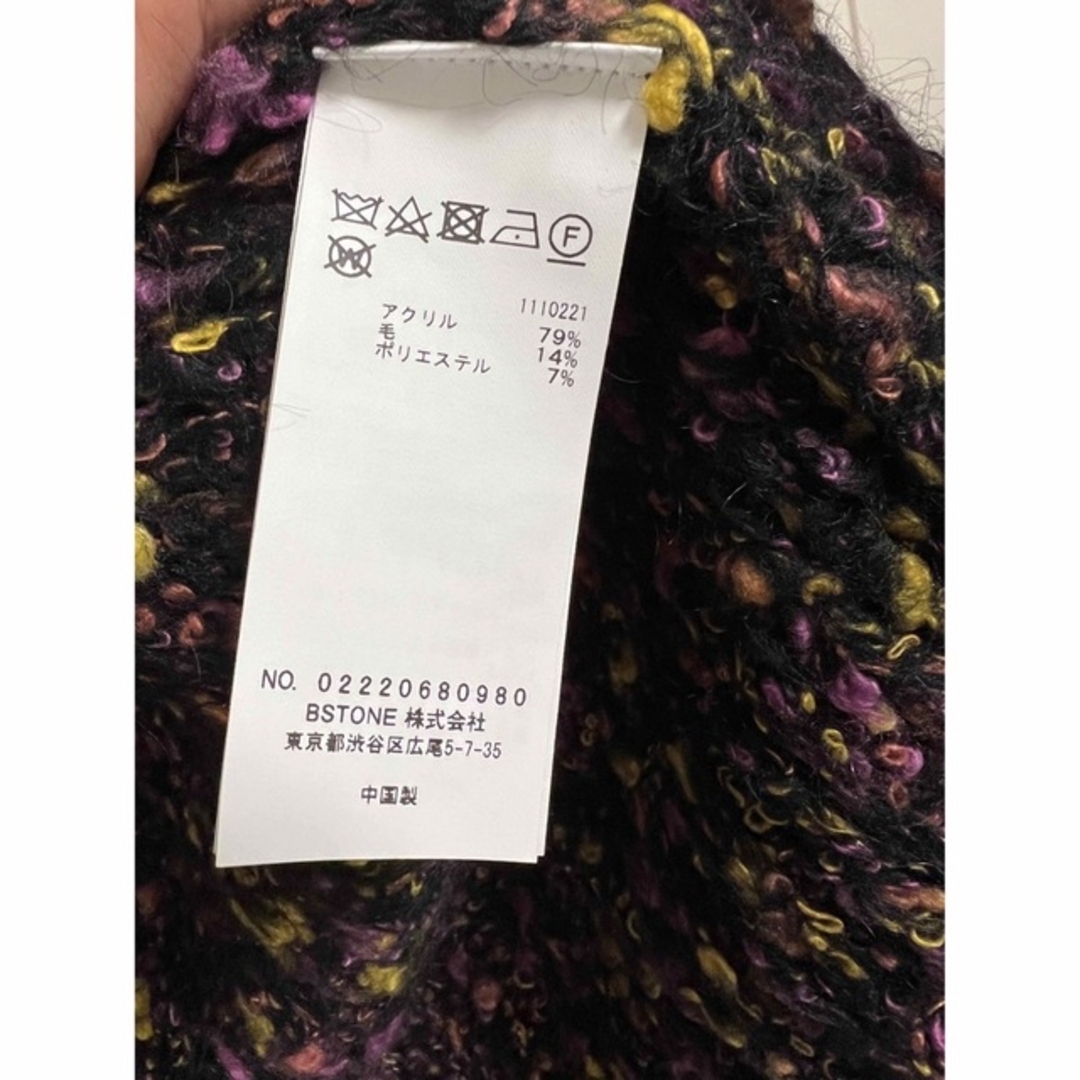 F
W
1110221
アクリル 79%
毛 14%
ポリエステル 7%
NO. 02220680980
BSTONE 株式会社
東京都渋谷区広尾5-7-35
中国製